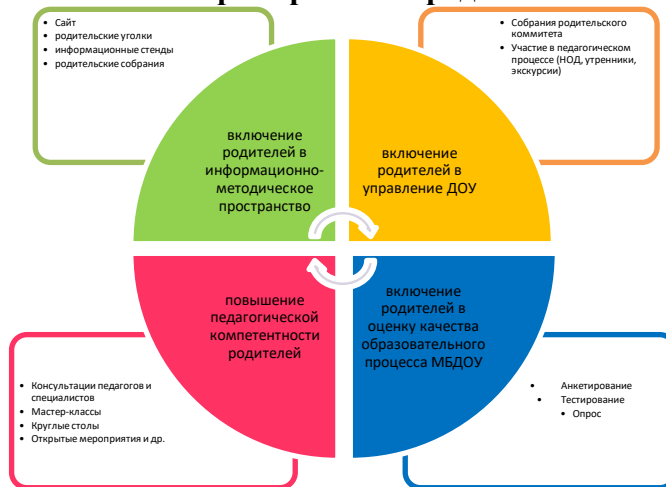 • Сайт
• родительские уголки
• информационные стенды
• родительские собрания
• Собрания родительского
коммитета
• Участие в педагогическом
процессе (НОД, утренники,
экскурсии)
включение
родителей в
информационно-
методическое
пространство
включение
родителей в
управление ДОУ
повышение
педагогической
компетентности
родителей
включение
родителей в
оценку качества
образовательного
процесса МБДОУ
• Консультации педагогов и
специалистов
• Мастер-классы
• Круглые столы
• Открытые мероприятия и др.
• Анкетирование
• Тестирование
• Опрос